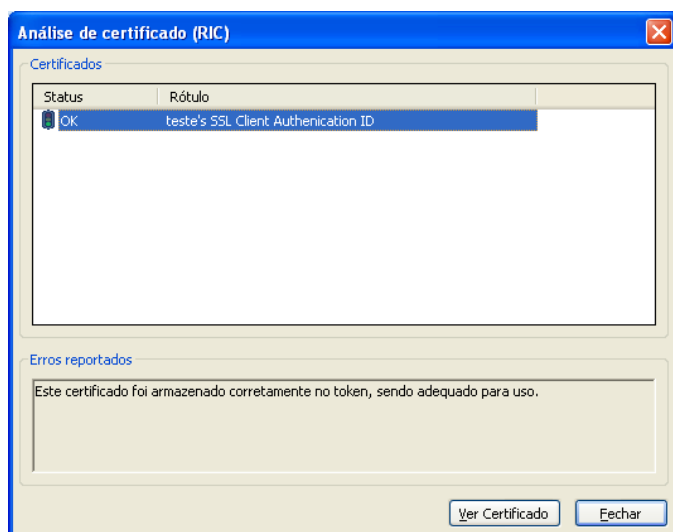 Análise de certificado (RIC)
Certificados
Status Rótulo
OK teste's SSL Client Authenication ID
Erros reportados
Este certificado foi armazenado corretamente no token, sendo adequado para uso.
Ver Certificado Fechar